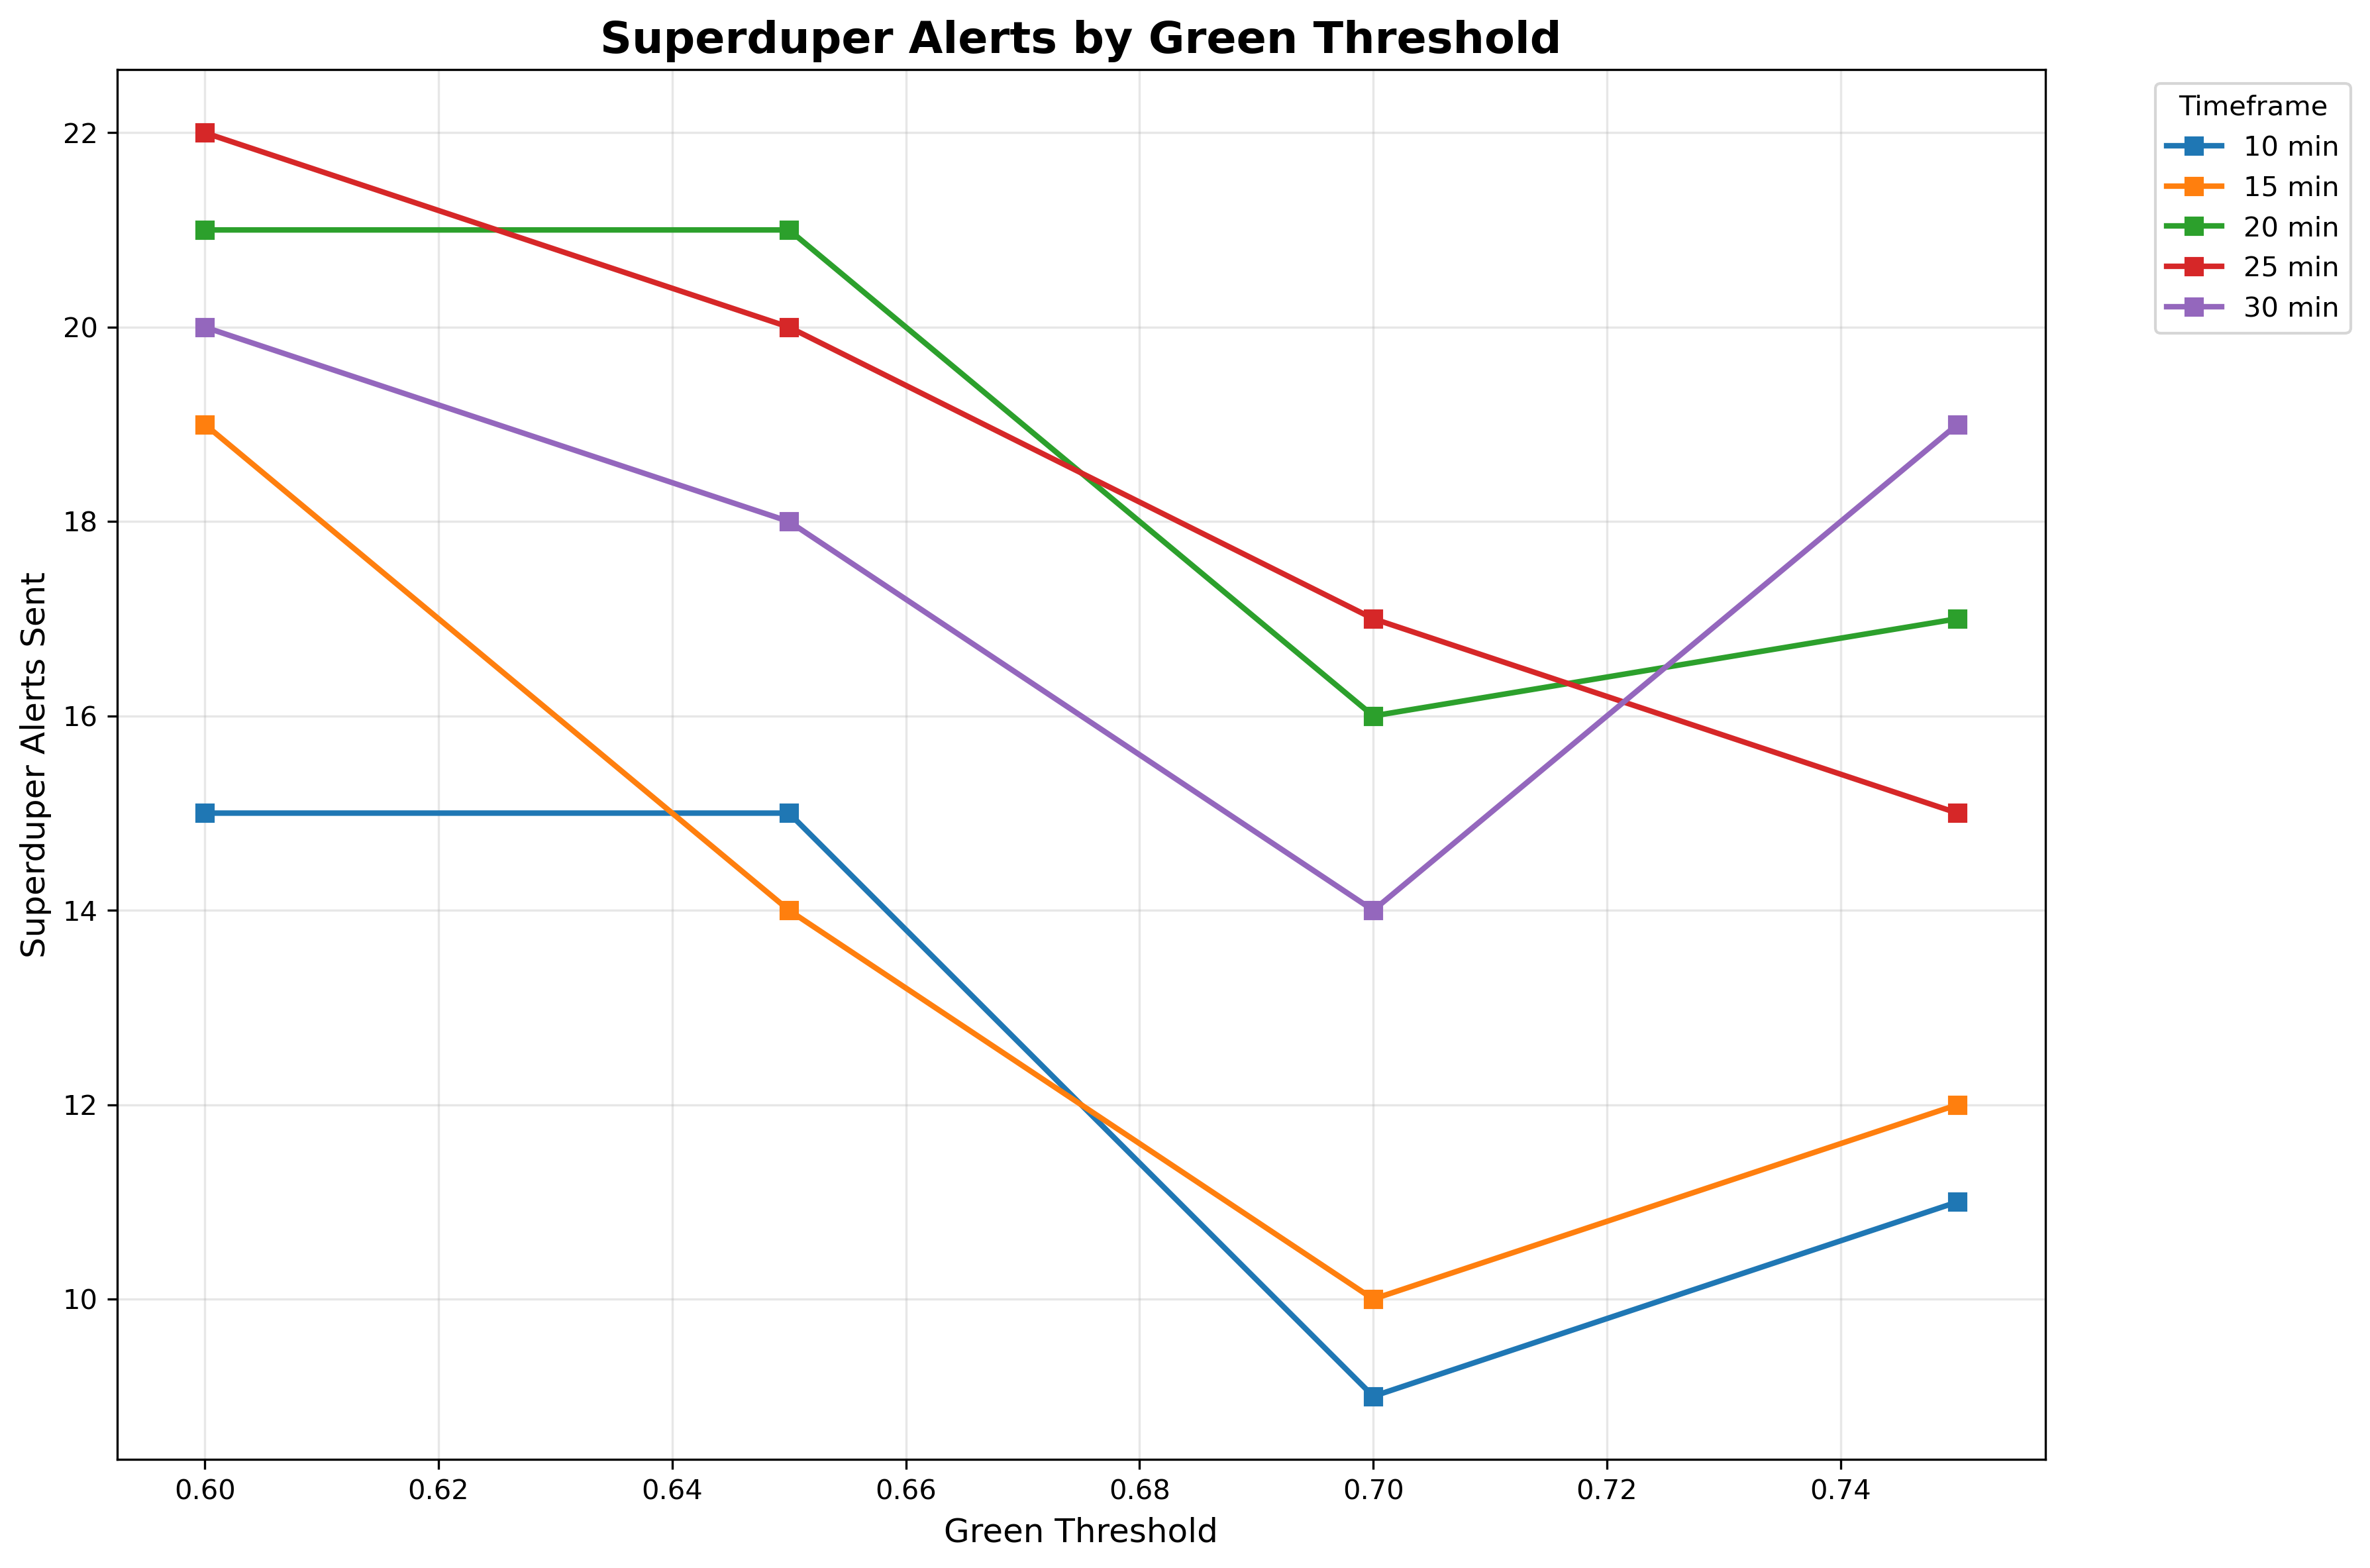 Superduper Alerts by Green Threshold
Timeframe
10 min
15 min
20 min
25 min
30 min
Superduper Alerts Sent
22
20
18
16
14
12
10
0.60
0.62
0.64
0.66
0.68
0.70
0.72
0.74
Green Threshold